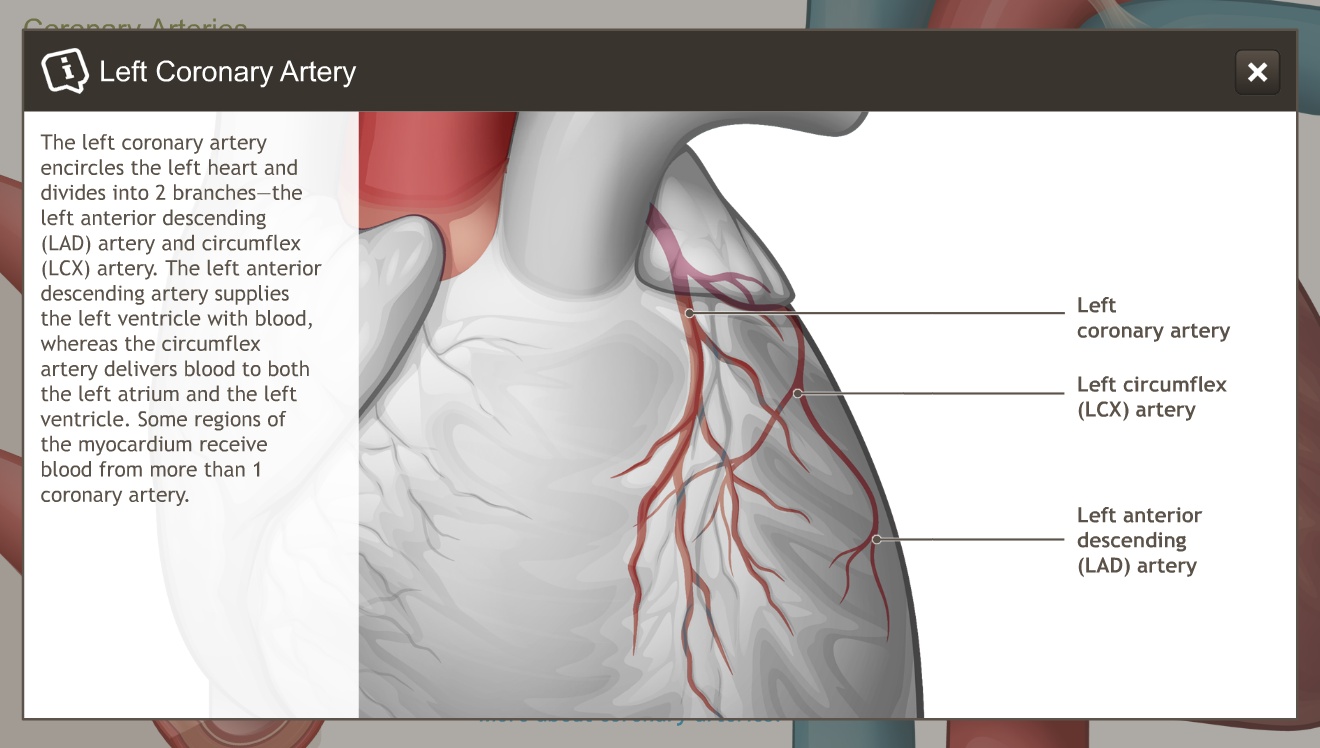 Coronary Arteries
Left Coronary Artery
The left coronary artery
encircles the left heart and
divides into 2 branches—the
left anterior descending
(LAD) artery and circumflex
(LCX) artery. The left anterior
descending artery supplies
the left ventricle with blood,
whereas the circumflex
artery delivers blood to both
the left atrium and the left
ventricle. Some regions of
the myocardium receive
blood from more than 1
coronary artery.
Left
coronary artery
Left circumflex
(LCX) artery
Left anterior
descending
(LAD) artery
more about coronary arteries.